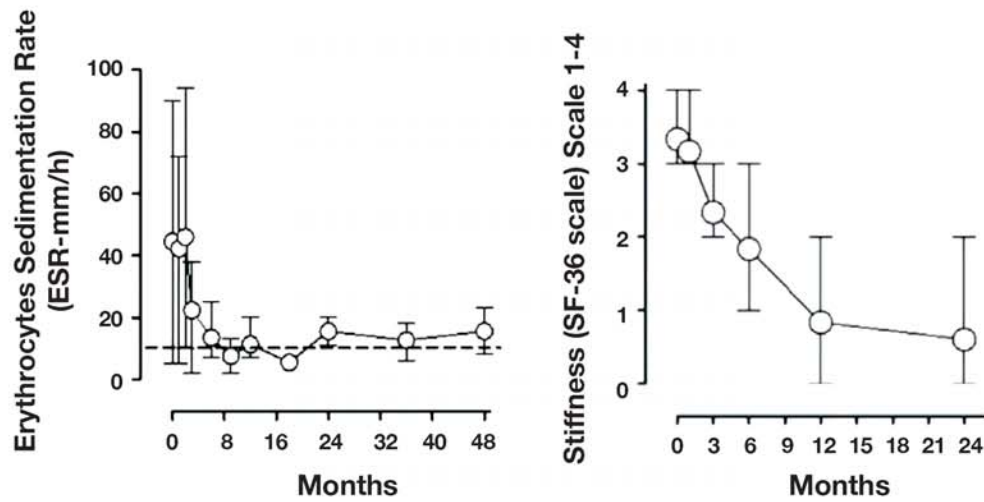 Erythrocytes Sedimentation Rate
(ESR-mm/h)
100
80
60
40
20
0
0 8 16 24 32 40 48
Months
Stiffness (SF-36 scale) Scale 1-4
4
3
2
1
0
0 3 6 9 12 15 18 21 24
Months